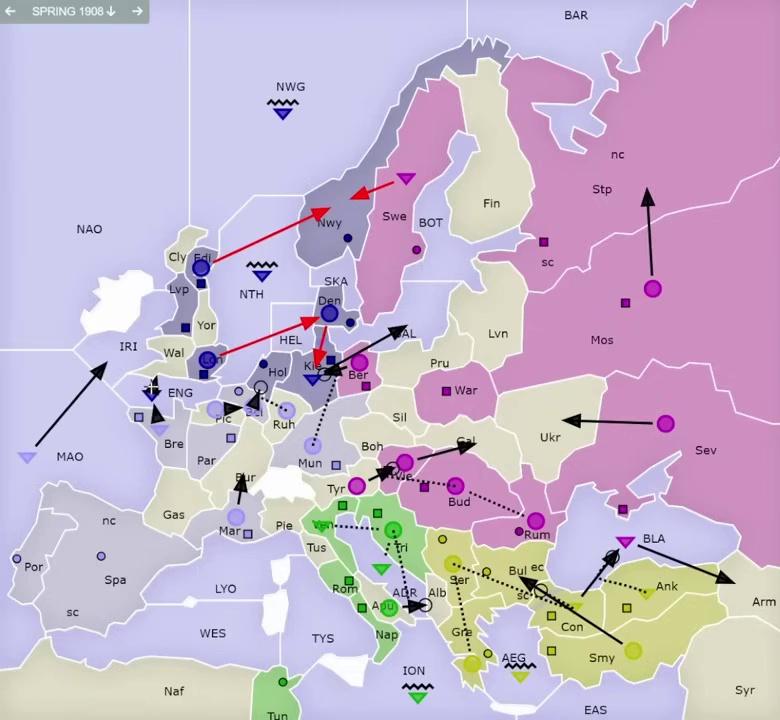 ← SPRING 1908 ↓ →
BAR
NWG
nc
Stp
NAO
Fin
Nwy
Swe
BOT
Cly
Edi
sc
SKA
Den
NTH
Lvp
Yor
Lvn
Mos
HEL
BAL
IRI
Wal
Lon
Hol
Kie
Ber
Pru
War
ENG
Pic
Bel
Ruh
Sil
Bre
MAO
Par
Mun
Boh
Gal
Ukr
Sev
Bur
Tyr
Vie
Bud
nc
Gas
Mar
Pie
Ven
Tri
Rum
BLA
Por
Spa
Tus
Ser
Bul
ec
sc
Ank
LYO
Rom
ADR
Alb
Arm
sc
Apu
Con
WES
TYS
Nap
Gre
AEG
Smy
ION
Naf
Tun
EAS
Syr